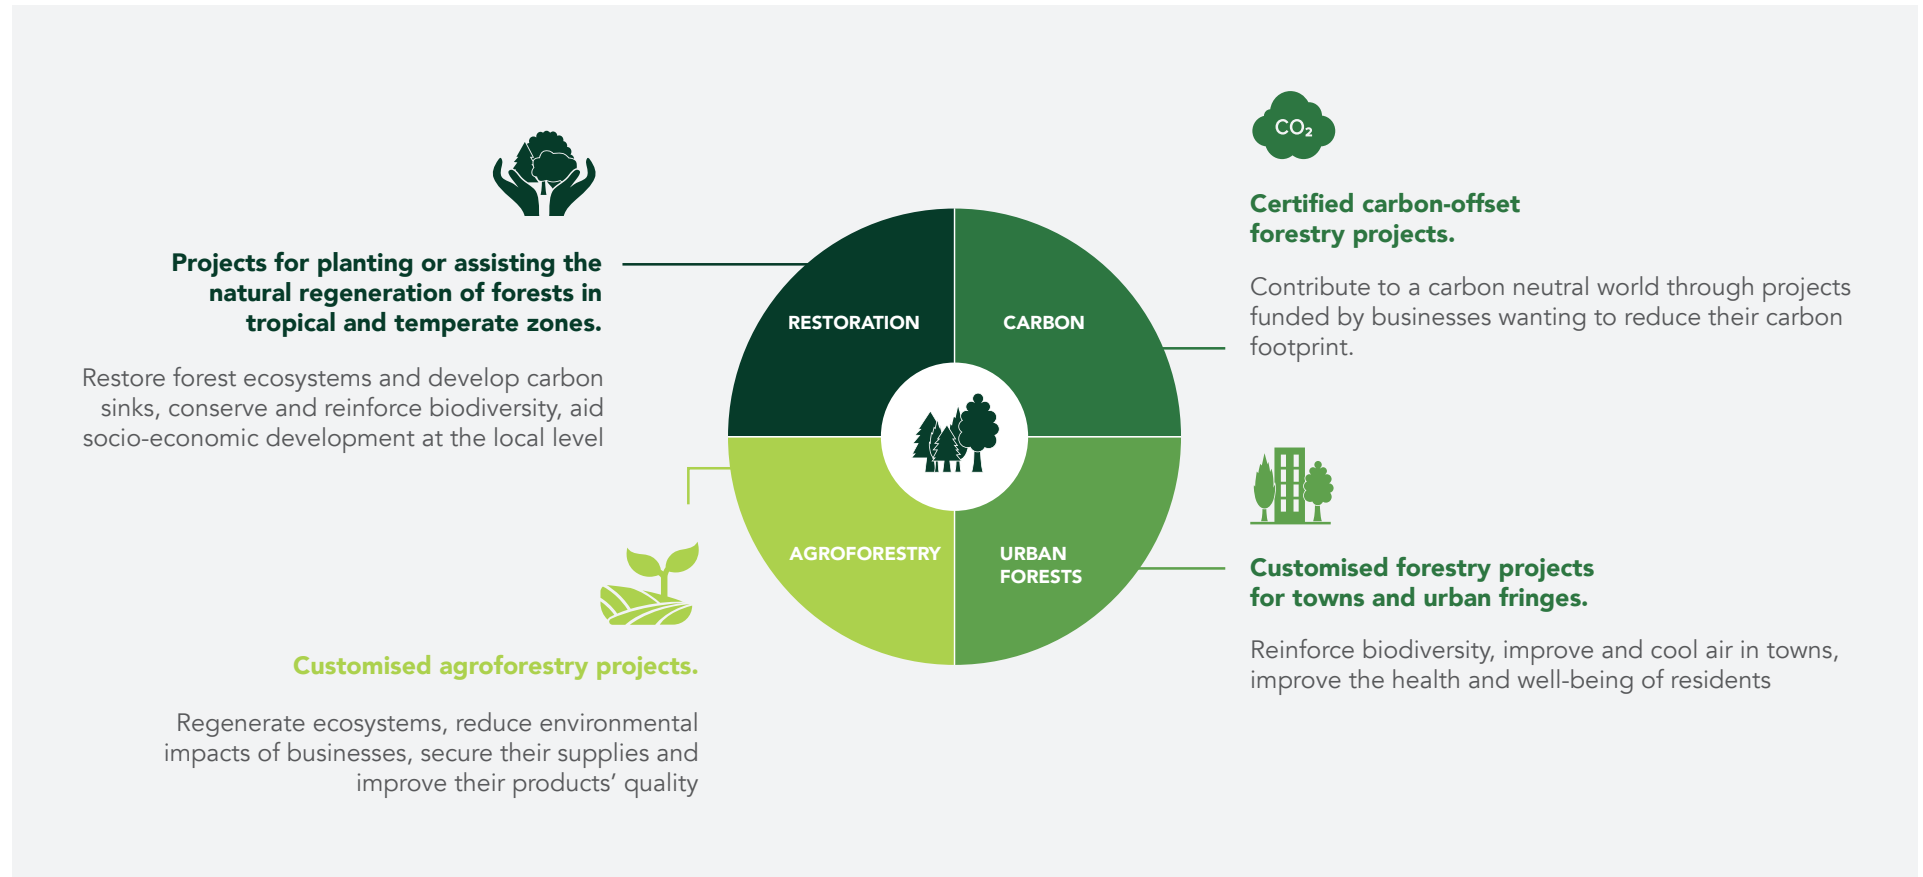 Projects for planting or assisting the
natural regeneration of forests in
tropical and temperate zones.
Restore forest ecosystems and develop carbon
sinks, conserve and reinforce biodiversity, aid
socio-economic development at the local level
RESTORATION
CARBON
CO₂
Certified carbon-offset
forestry projects.
Contribute to a carbon neutral world through projects
funded by businesses wanting to reduce their carbon
footprint.
Customised agroforestry projects.
Regenerate ecosystems, reduce environmental
impacts of businesses, secure their supplies and
improve their products’ quality
AGROFORESTRY
URBAN
FORESTS
Customised forestry projects
for towns and urban fringes.
Reinforce biodiversity, improve and cool air in towns,
improve the health and well-being of residents